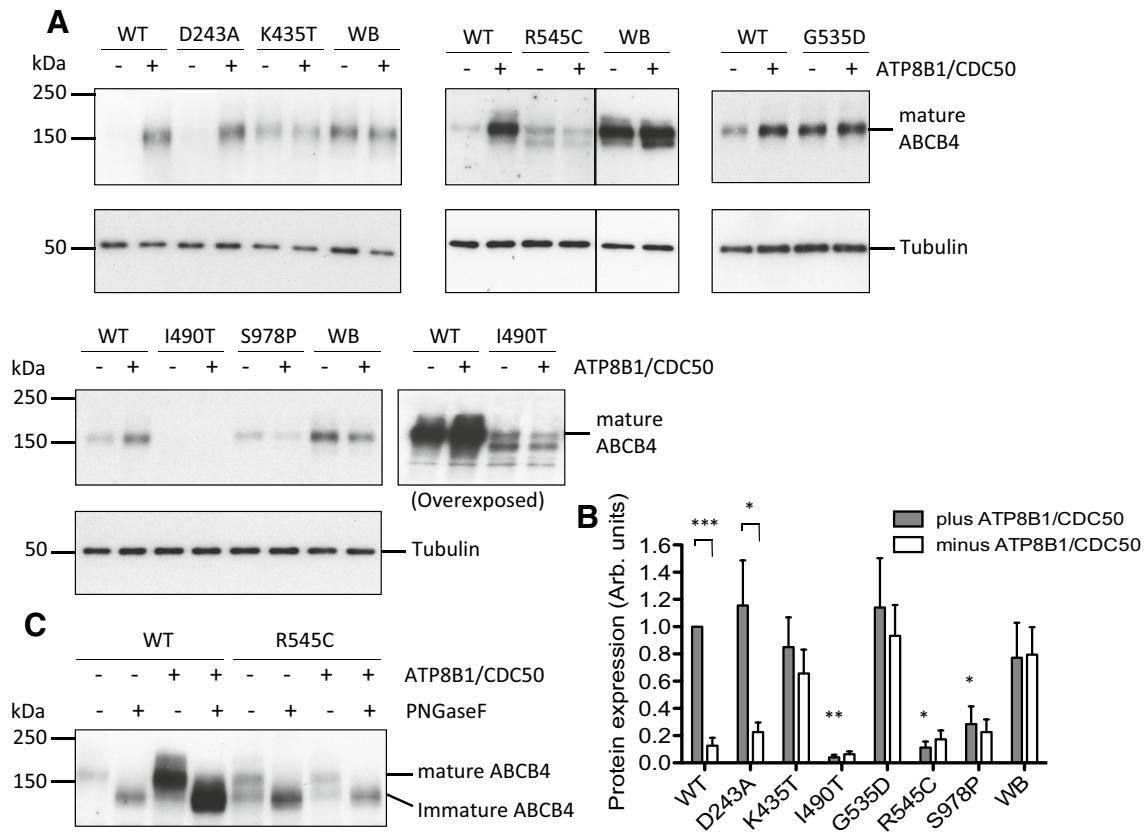 A
WT D243A K435T WB
kDa - + - + - + - +
250
150
50
WT R545C WB
- + - + - +
WT G535D
- + - + ATP8B1/CDC50
mature
ABCB4
Tubulin
WT I490T S978P WB
kDa - + - + - + - +
250
150
50
WT I490T
- + - + ATP8B1/CDC50
mature
ABCB4
(Overexposed)
Tubulin
B
plus ATP8B1/CDC50
minus ATP8B1/CDC50
Protein expression (Arb. units)
1.6
1.4
1.2
1.0
0.8
0.6
0.4
0.2
0.0
*** * ** * *
WT D243A K435T I490T G535D R545C S978P WB
C
WT R545C
- - + + - - + + ATP8B1/CDC50
kDa - + - + - + - + PNGaseF
250
150
mature ABCB4
Immature ABCB4